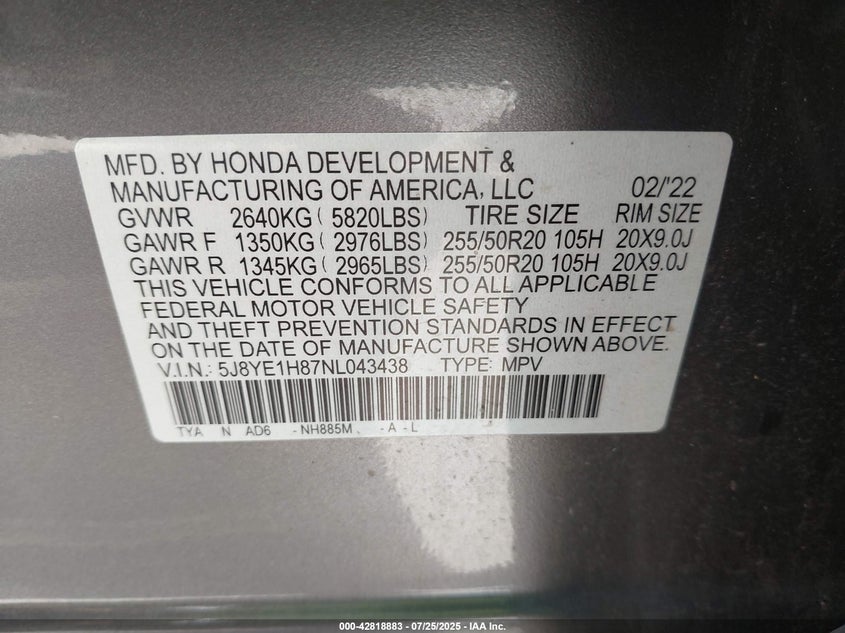 MFD. BY HONDA DEVELOPMENT &
MANUFACTURING OF AMERICA, LLC 02/'22
GVWR 2640KG ( 5820LBS) TIRE SIZE RIM SIZE
GAWR F 1350KG ( 2976LBS) 255/50R20 105H 20X9.0J
GAWR R 1345KG ( 2965LBS) 255/50R20 105H 20X9.0J
THIS VEHICLE CONFORMS TO ALL APPLICABLE
FEDERAL MOTOR VEHICLE SAFETY
AND THEFT PREVENTION STANDARDS IN EFFECT
ON THE DATE OF MANUFACTURE SHOWN ABOVE.
V.I.N.: 5J8YE1H87NL043438 TYPE: MPV
TYA N AD6 -NH885M -A-L
000-42818883 - 07/25/2025 - IAA Inc.